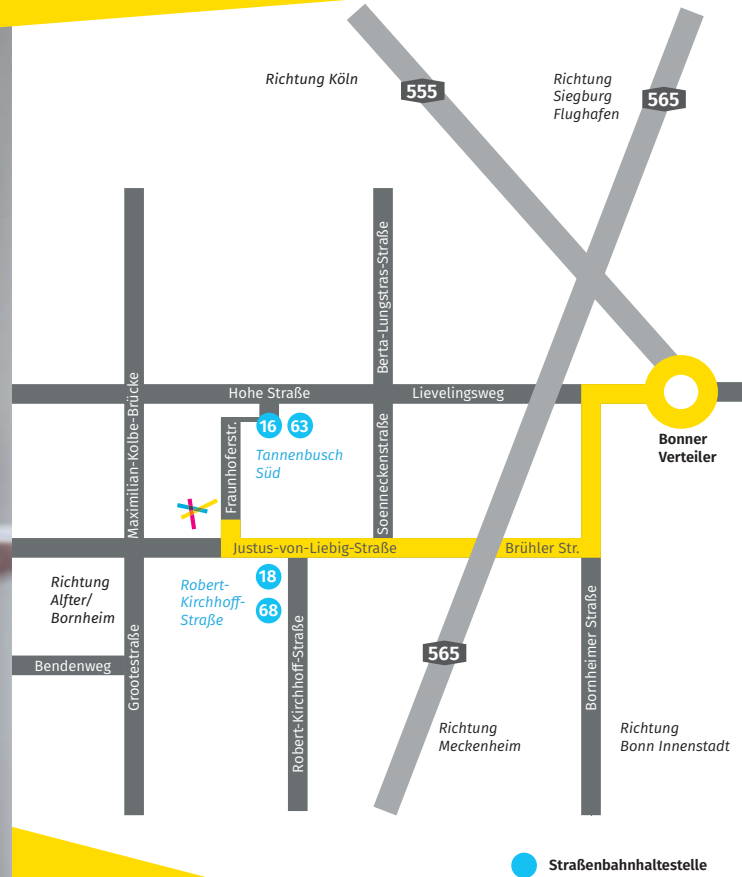 Richtung Köln
555
Richtung
Siegburg
Flughafen
565
Berta-Lungstras-Straße
Maximilian-Kolbe-Brücke
Hohe Straße
Lievelingsweg
16
63
Tannenbusch
Süd
Fraunhoferstr.
Soenneckenstraße
Bonner
Verteiler
Justus-von-Liebig-Straße
Brühler Str.
Richtung
Alfter/
Bornheim
Robert-
Kirchhoff-
Straße
18
68
Bendenweg
Grootestraße
Robert-Kirchhoff-Straße
565
Bornheimer Straße
Richtung
Meckenheim
Richtung
Bonn Innenstadt
Straßenbahnhaltestelle